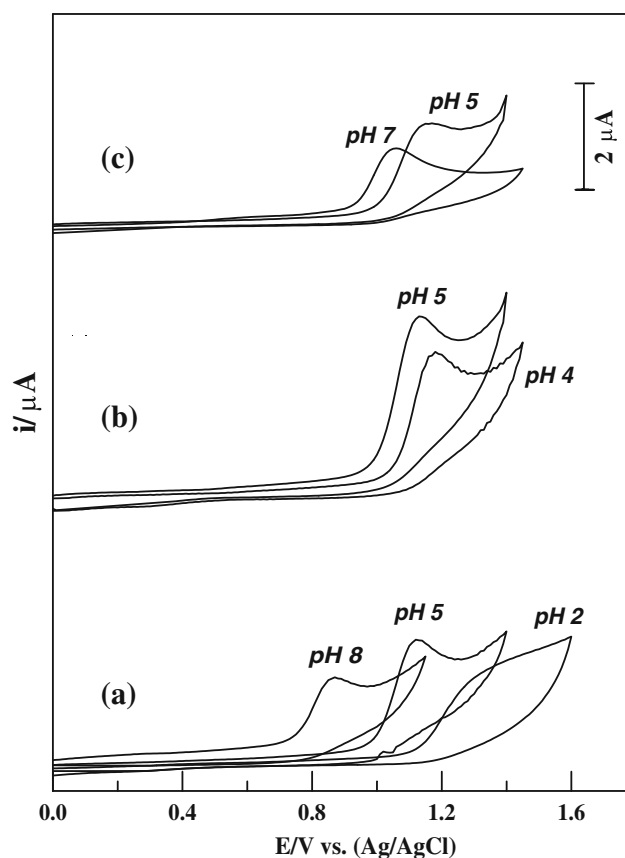 pH 5
pH 7
2 μA
(c)
pH 5
pH 4
i/μA
(b)
pH 5
pH 2
pH 8
(a)
0.0 0.4 0.8 1.2 1.6
E/V vs. (Ag/AgCl)